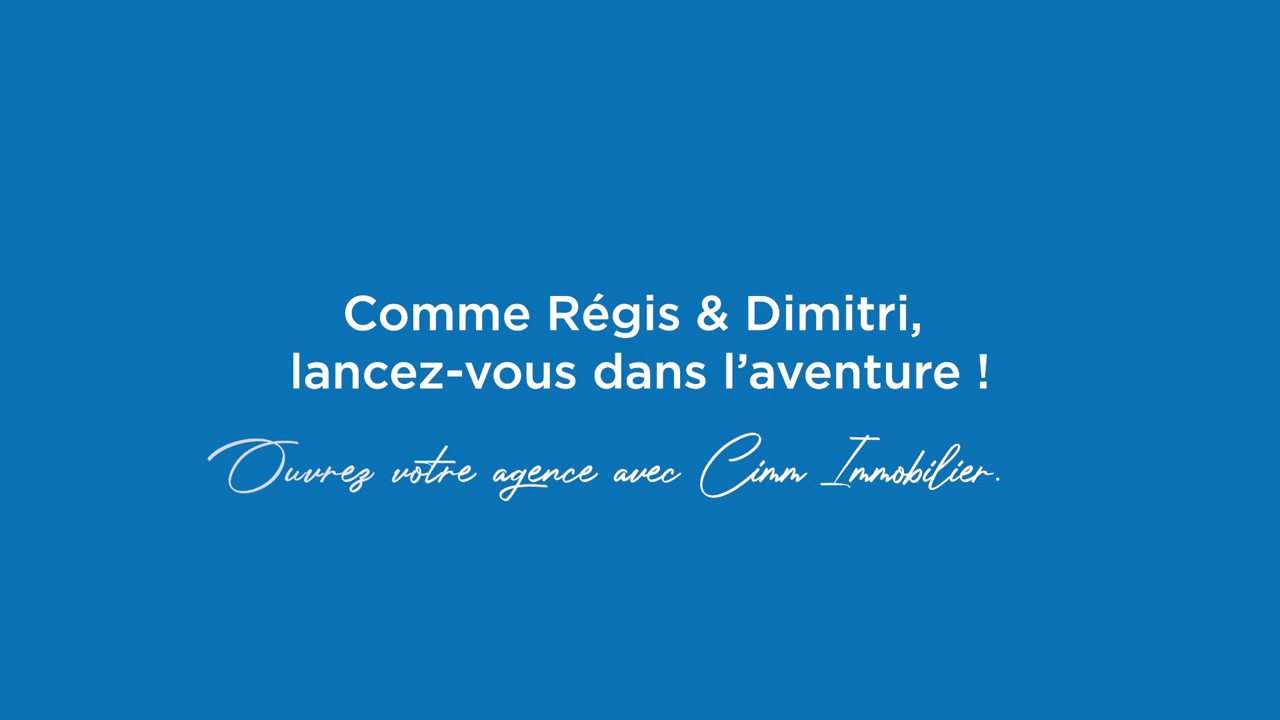 Comme Régis & Dimitri,
lancez-vous dans l’aventure !
Ouvrez votre agence avec Cimm Immobilier.